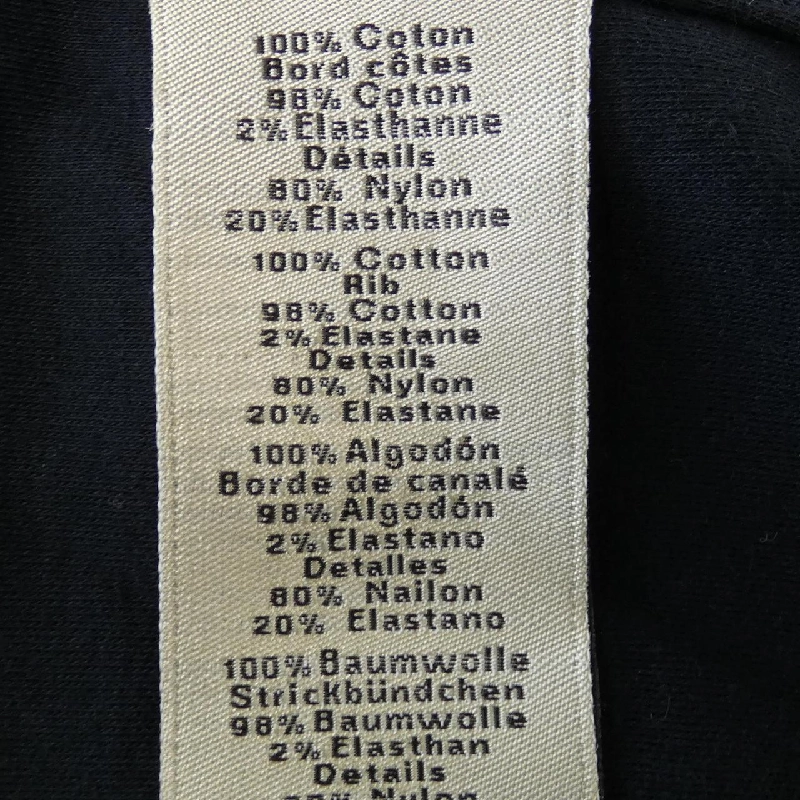 100% Coton
Bord côtes
98% Coton
2% Elasthanne
Détails
80% Nylon
20% Elasthanne
100% Cotton
Rib
98% Cotton
2% Elastane
Details
80% Nylon
20% Elastane
100% Algodón
Borde de canalé
98% Algodón
2% Elastano
Detalles
80% Nailon
20% Elastano
100% Baumwolle
Strickbündchen
98% Baumwolle
2% Elasthan
Details
Nylon